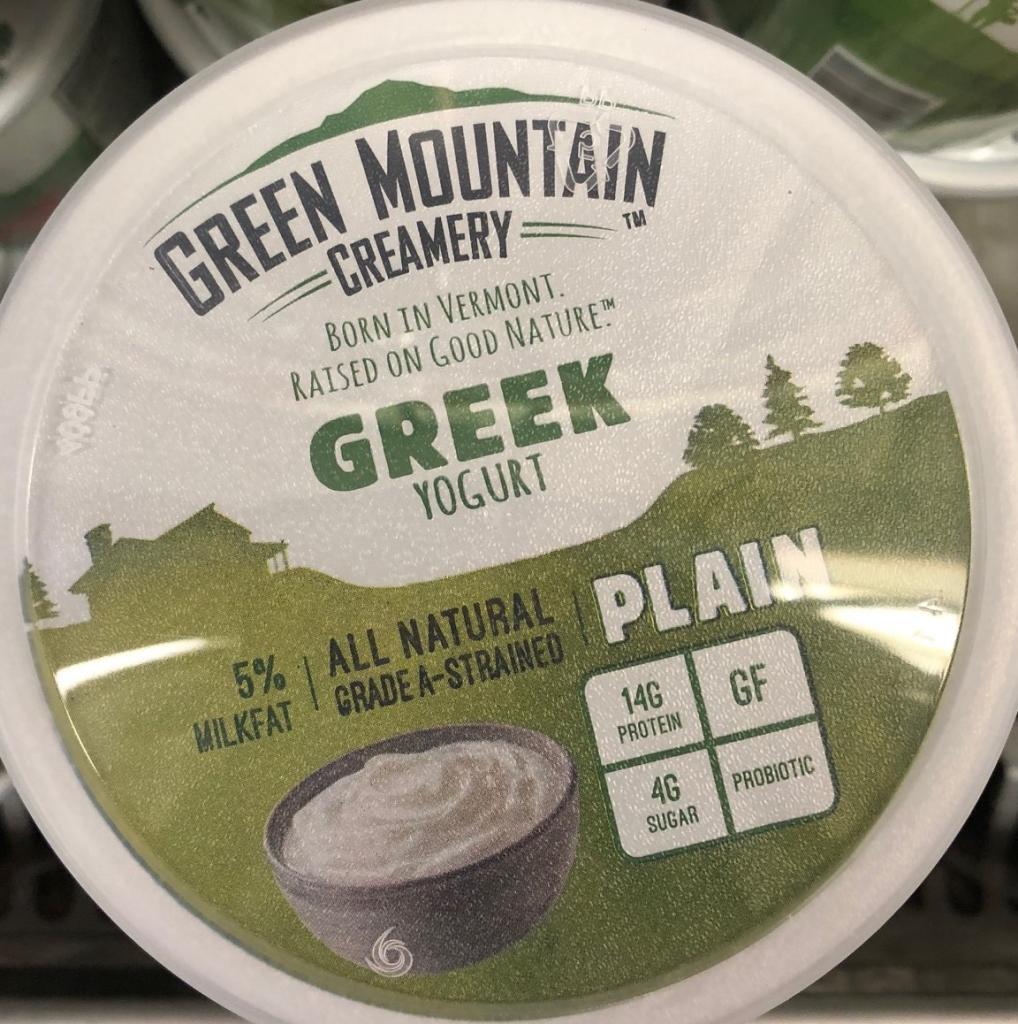 GREEN MOUNTAIN
CREAMERY
TM
BORN IN VERMONT.
RAISED ON GOOD NATURE.™
GREEK
YOGURT
PLAIN
5%
MILKFAT
ALL NATURAL
GRADE A-STRAINED
14G
PROTEIN
GF
4G
SUGAR
PROBIOTIC